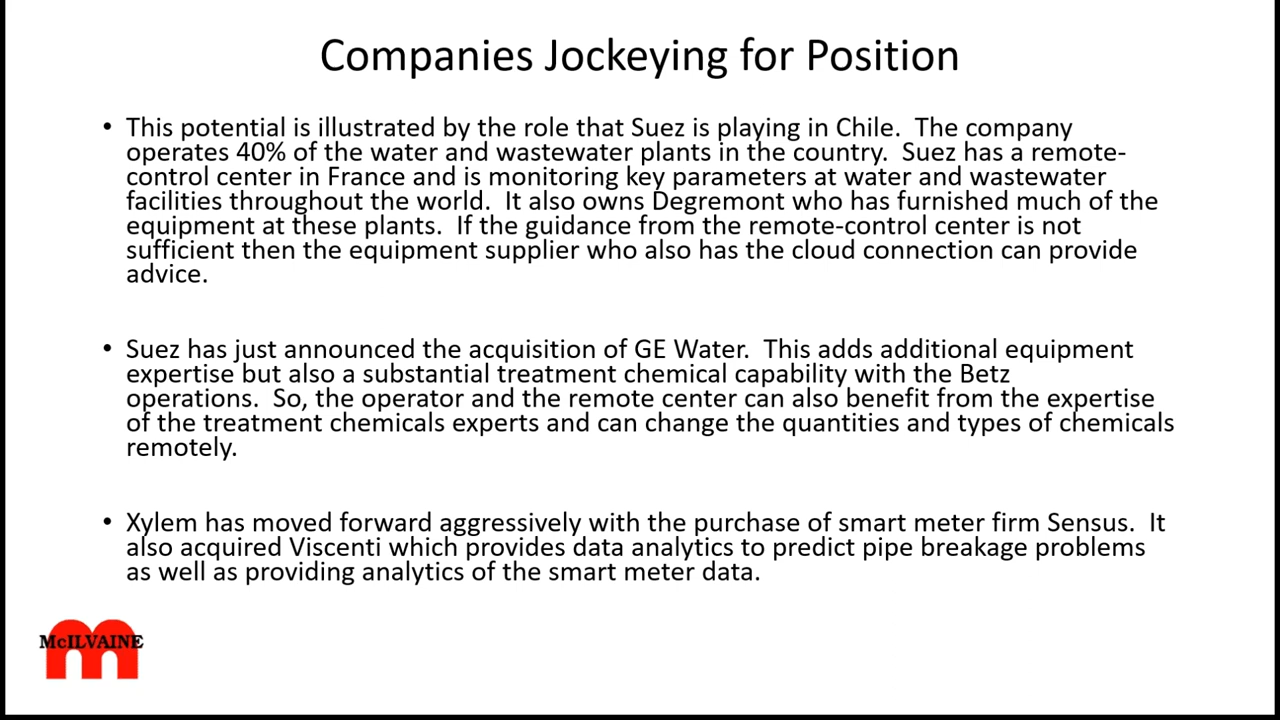 Companies Jockeying for Position
• This potential is illustrated by the role that Suez is playing in Chile.  The company
operates 40% of the water and wastewater plants in the country.  Suez has a remote-
control center in France and is monitoring key parameters at water and wastewater
facilities throughout the world.  It also owns Degremont who has furnished much of the
equipment at these plants.  If the guidance from the remote-control center is not
sufficient then the equipment supplier who also has the cloud connection can provide
advice.
• Suez has just announced the acquisition of GE Water.  This adds additional equipment
expertise but also a substantial treatment chemical capability with the Betz
operations.  So, the operator and the remote center can also benefit from the expertise
of the treatment chemicals experts and can change the quantities and types of chemicals
remotely.
• Xylem has moved forward aggressively with the purchase of smart meter firm Sensus.  It
also acquired Viscenti which provides data analytics to predict pipe breakage problems
as well as providing analytics of the smart meter data.
McILVAINE